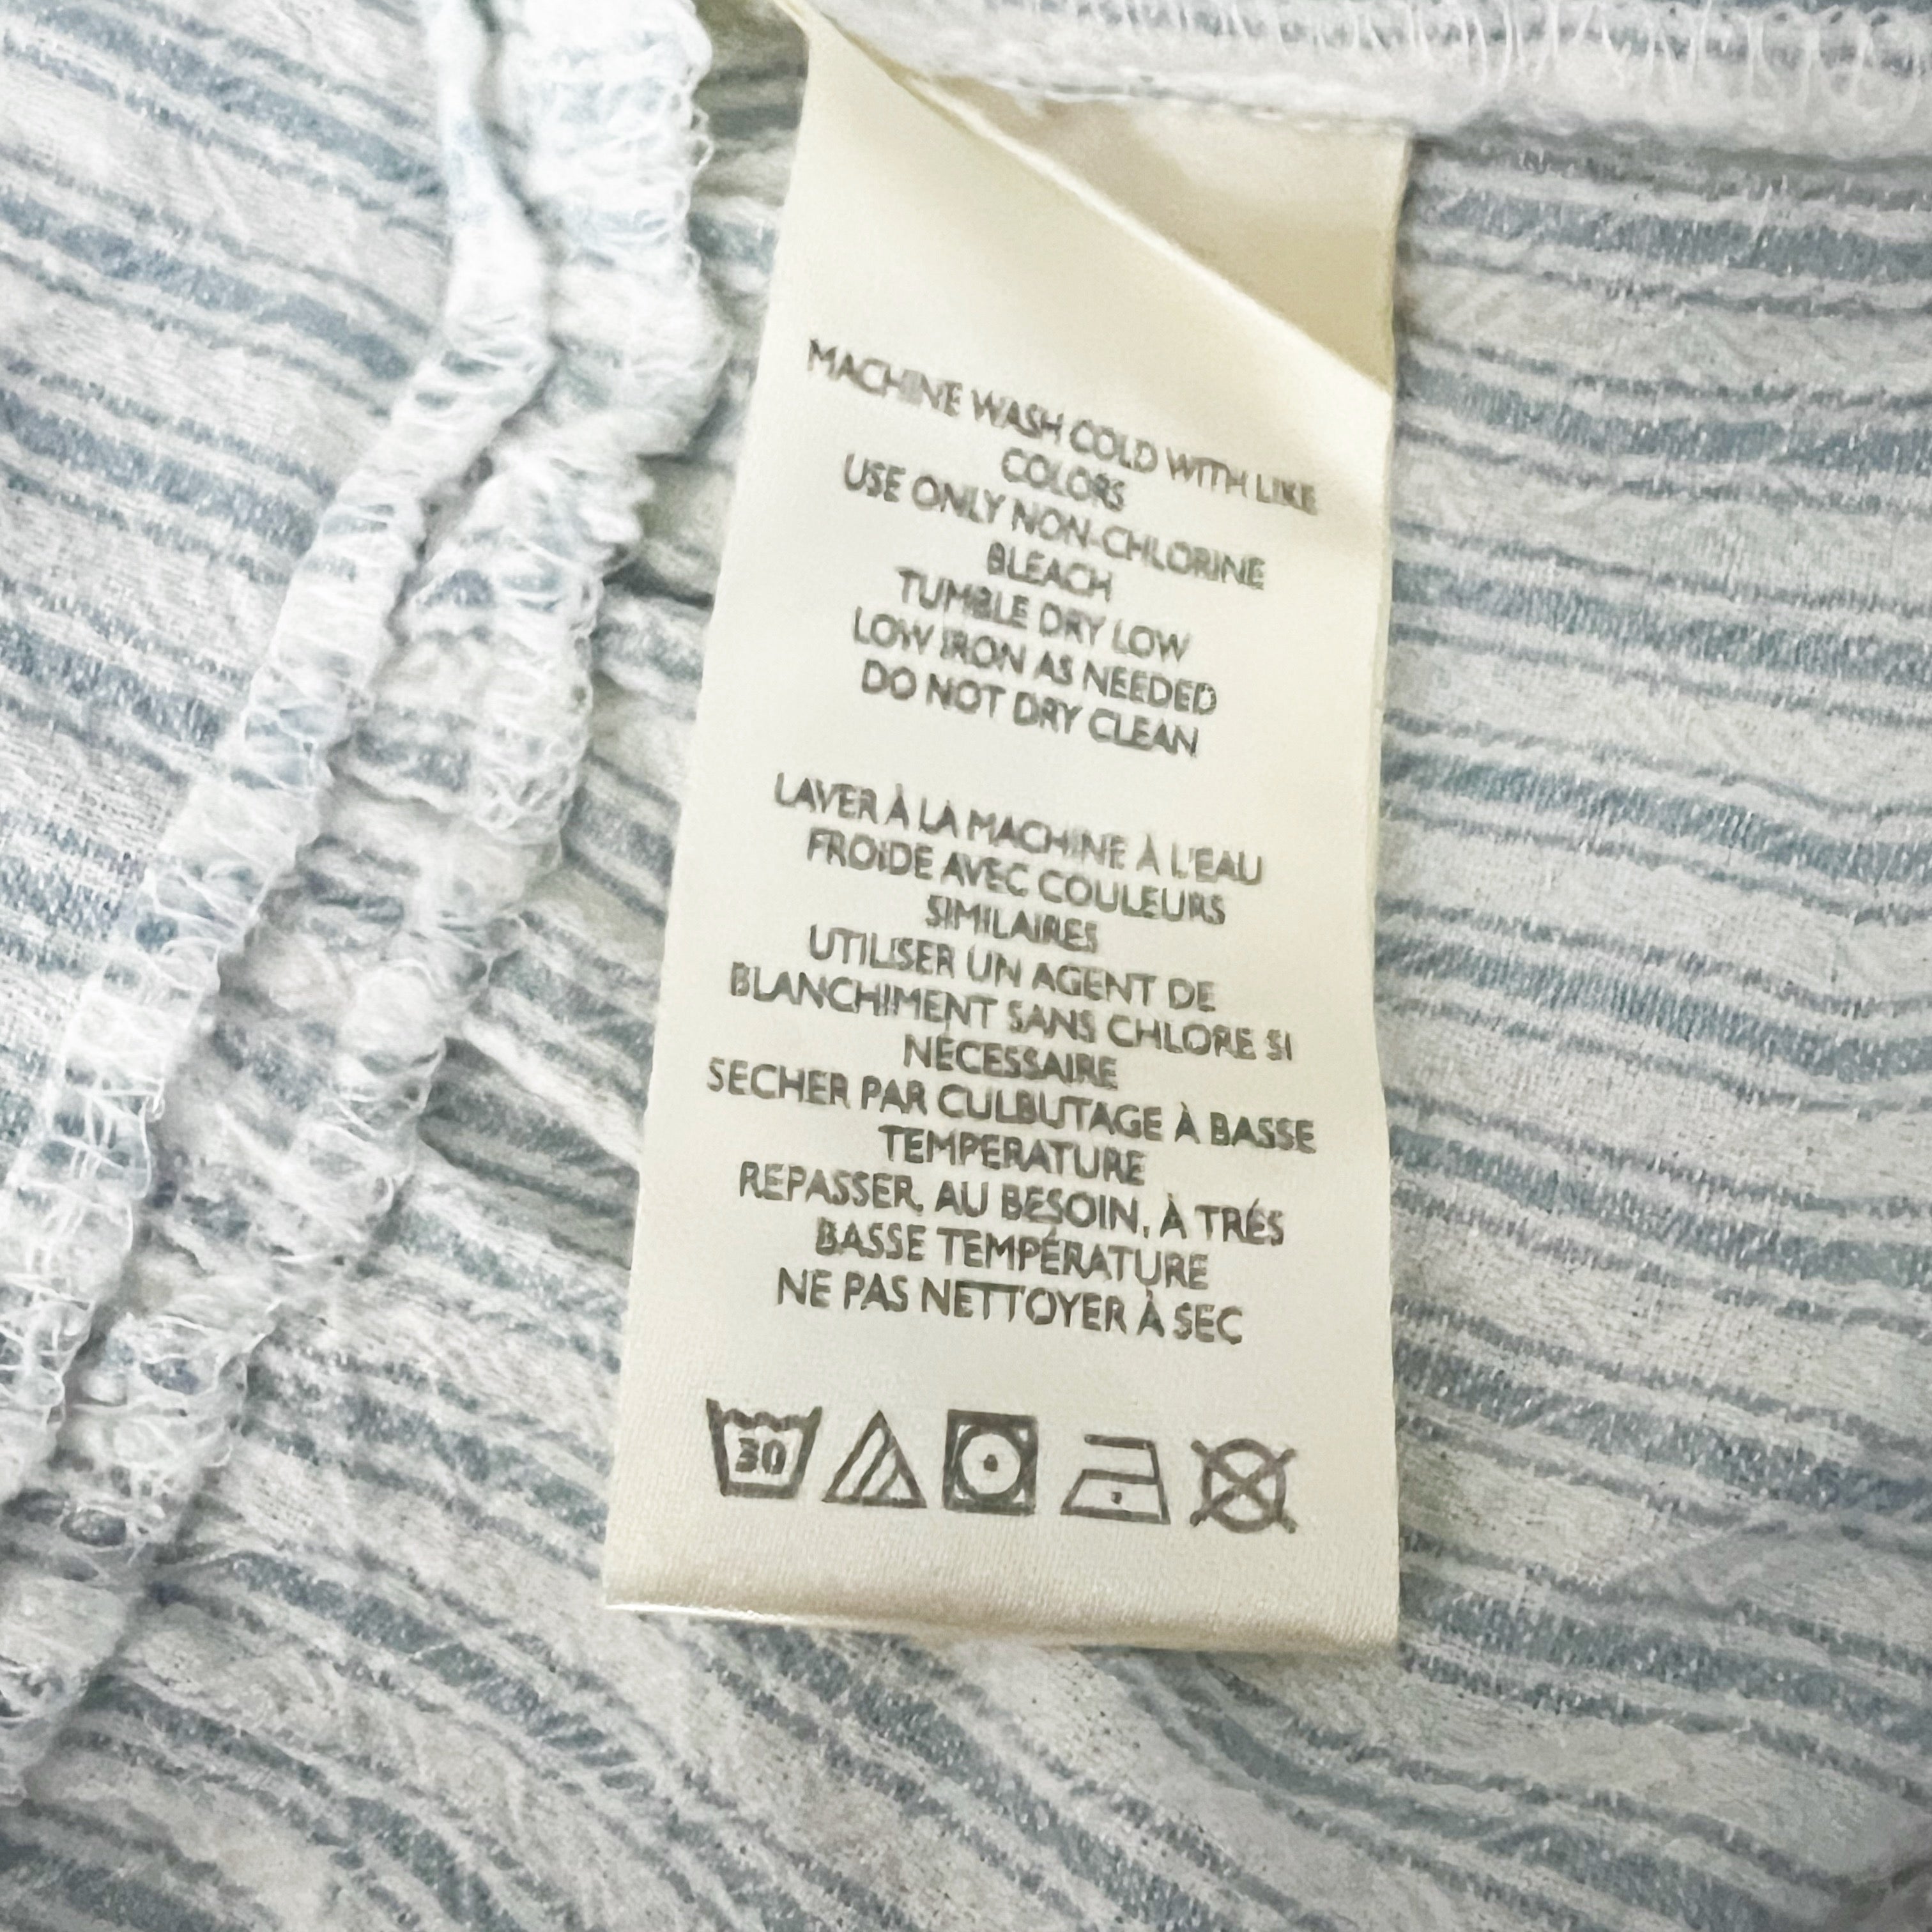 MACHINE WASH COLD WITH LIKE
COLORS
USE ONLY NON-CHLORINE
BLEACH
TUMBLE DRY LOW
LOW IRON AS NEEDED
DO NOT DRY CLEAN
LAVER À LA MACHINE À L'EAU
FROIDE AVEC COULEURS
SIMILAIRES
UTILISER UN AGENT DE
BLANCHIMENT SANS CHLORE SI
NECESSAIRE
SECHER PAR CULBUTAGE À BASSE
TEMPERATURE
REPASSER, AU BESOIN, À TRÉS
BASSE TEMPÉRATURE
NE PAS NETTOYER À SEC
30